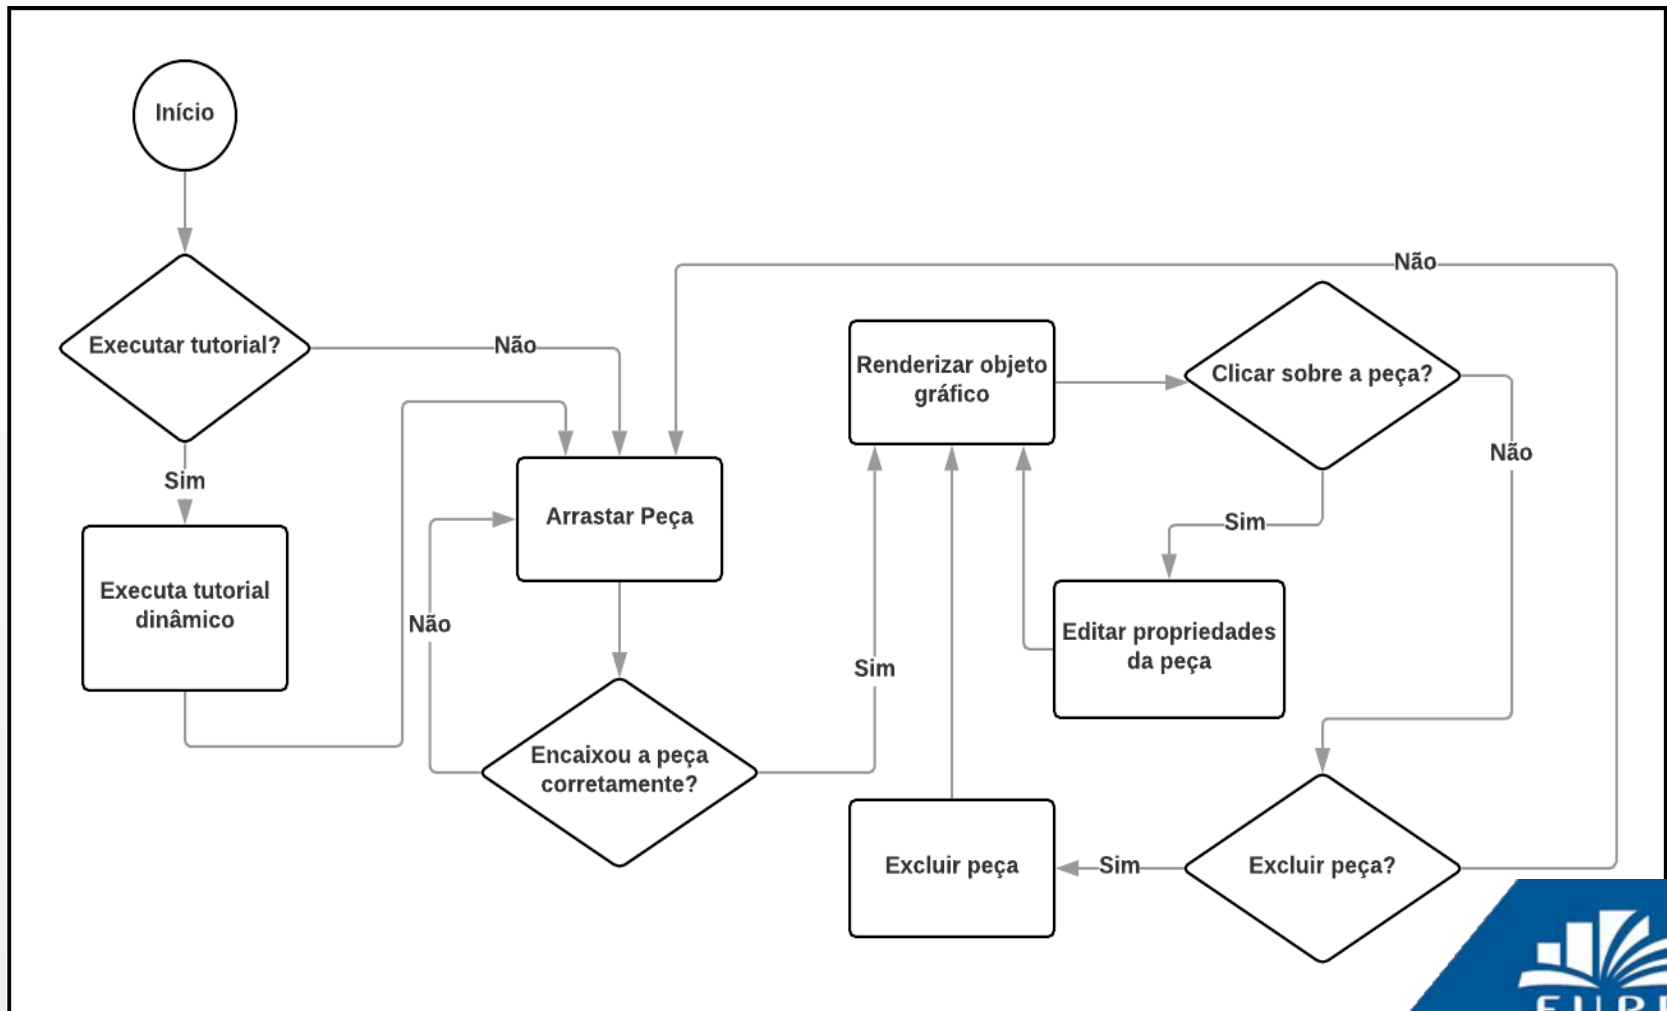 Início
Executar tutorial?
Não
Sim
Executa tutorial
dinâmico
Arrastar Peça
Não
Encaixou a peça
corretamente?
Sim
Renderizar objeto
gráfico
Clicar sobre a peça?
Não
Sim
Editar propriedades
da peça
Não
Excluir peça?
Sim
Excluir peça